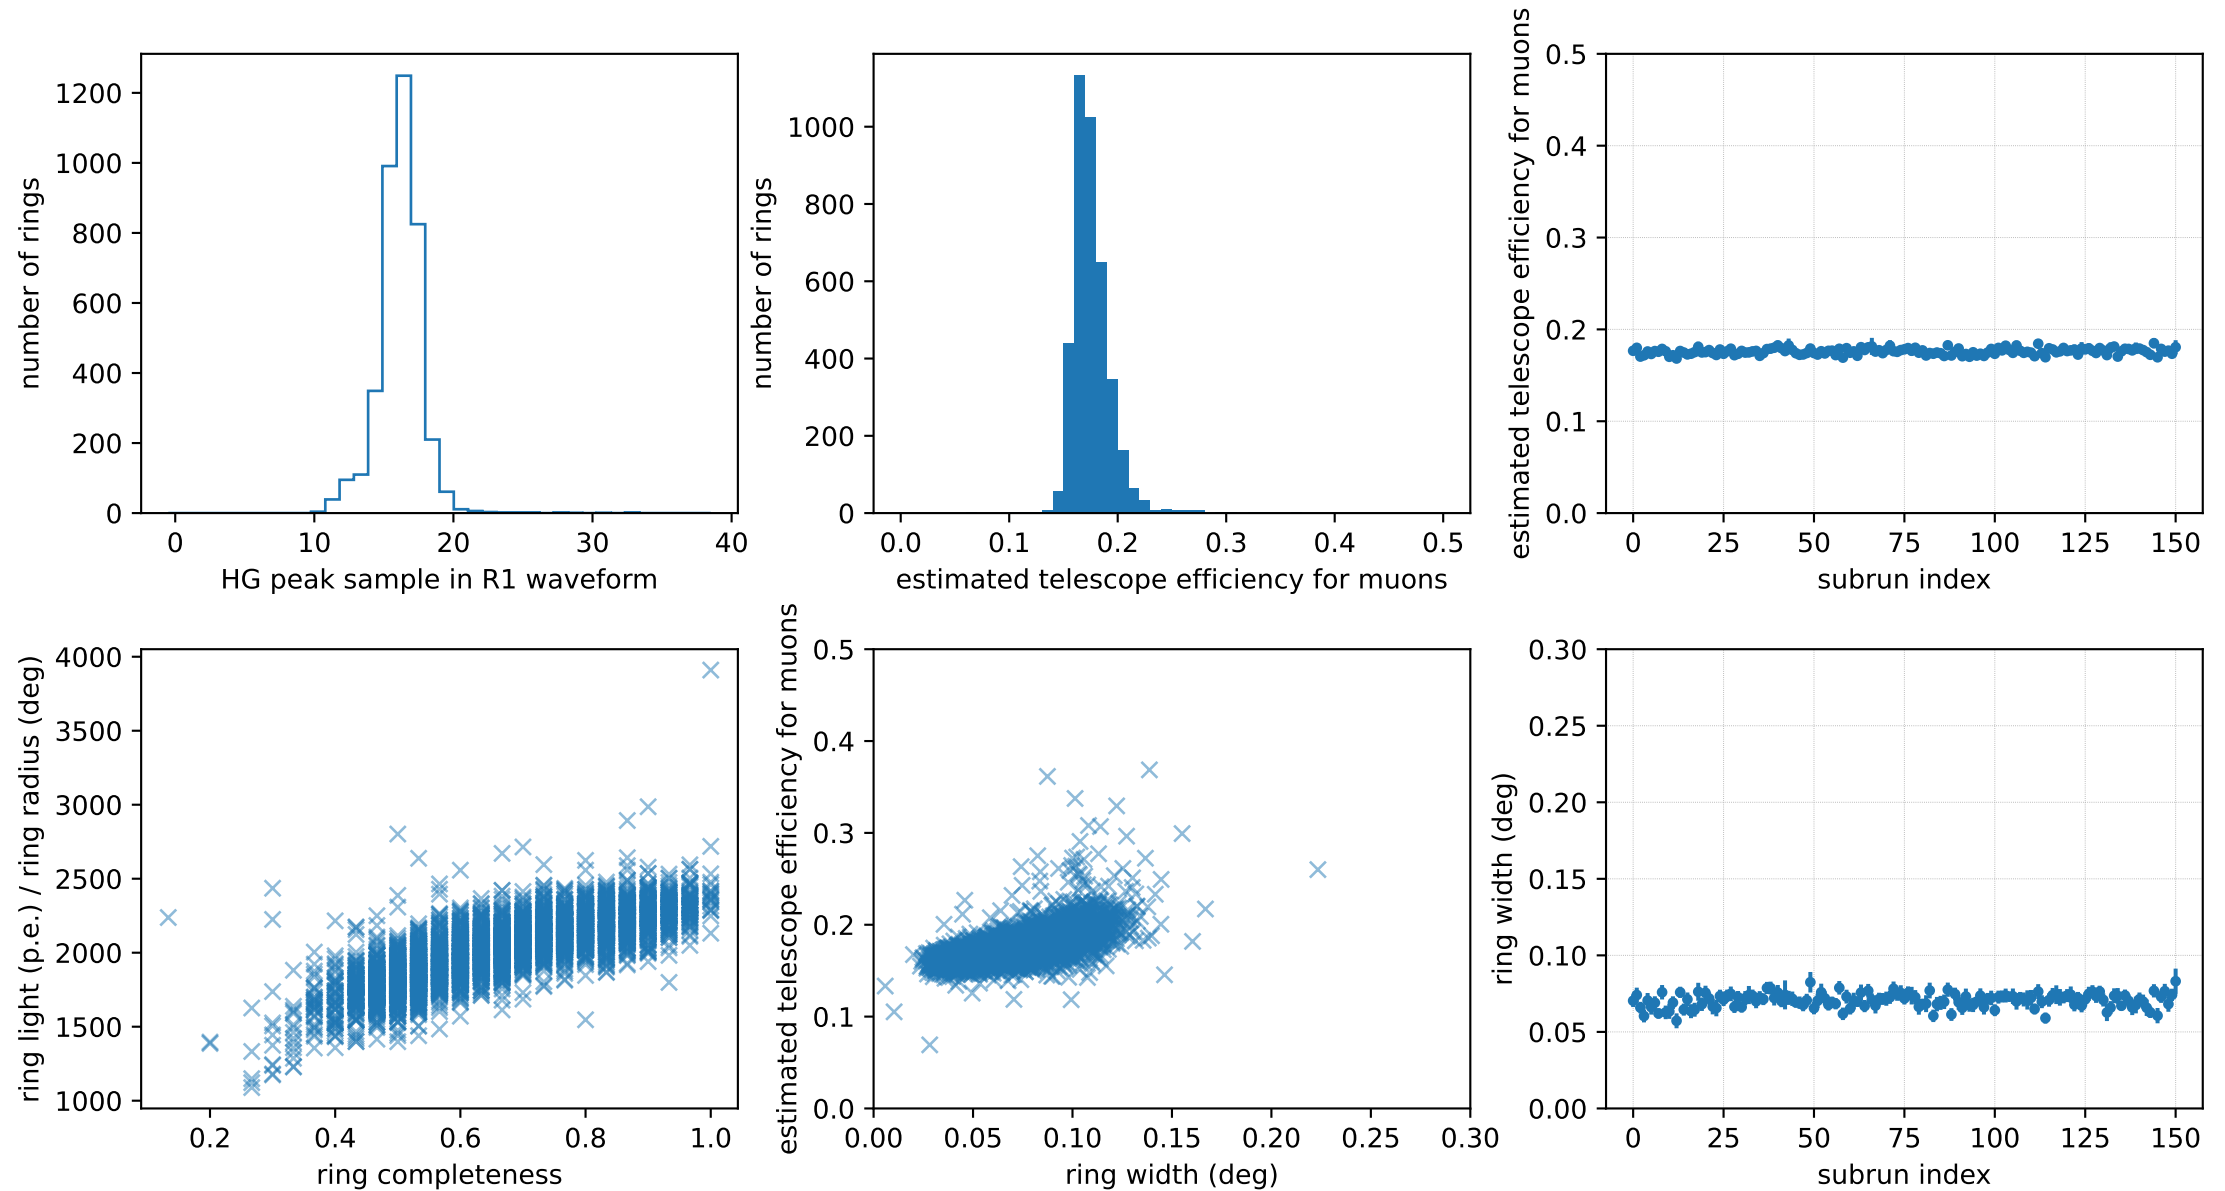 number of rings
1200
1000
800
600
400
200
0
0 10 20 30 40
HG peak sample in R1 waveform
number of rings
1000
800
600
400
200
0
0.0 0.1 0.2 0.3 0.4 0.5
estimated telescope efficiency for muons
estimated telescope efficiency for muons
0.5
0.4
0.3
0.2
0.1
0.0
0 25 50 75 100 125 150
subrun index
ring light (p.e.) / ring radius (deg)
4000
3500
3000
2500
2000
1500
1000
0.2 0.4 0.6 0.8 1.0
ring completeness
estimated telescope efficiency for muons
0.5
0.4
0.3
0.2
0.1
0.0
0.00 0.05 0.10 0.15 0.20 0.25 0.30
ring width (deg)
ring width (deg)
0.30
0.25
0.20
0.15
0.10
0.05
0.00
0 25 50 75 100 125 150
subrun index